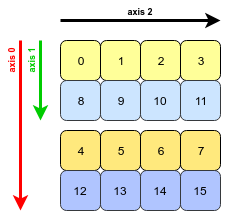 axis 2
axis 0
axis 1
0 1 2 3
8 9 10 11
4 5 6 7
12 13 14 15